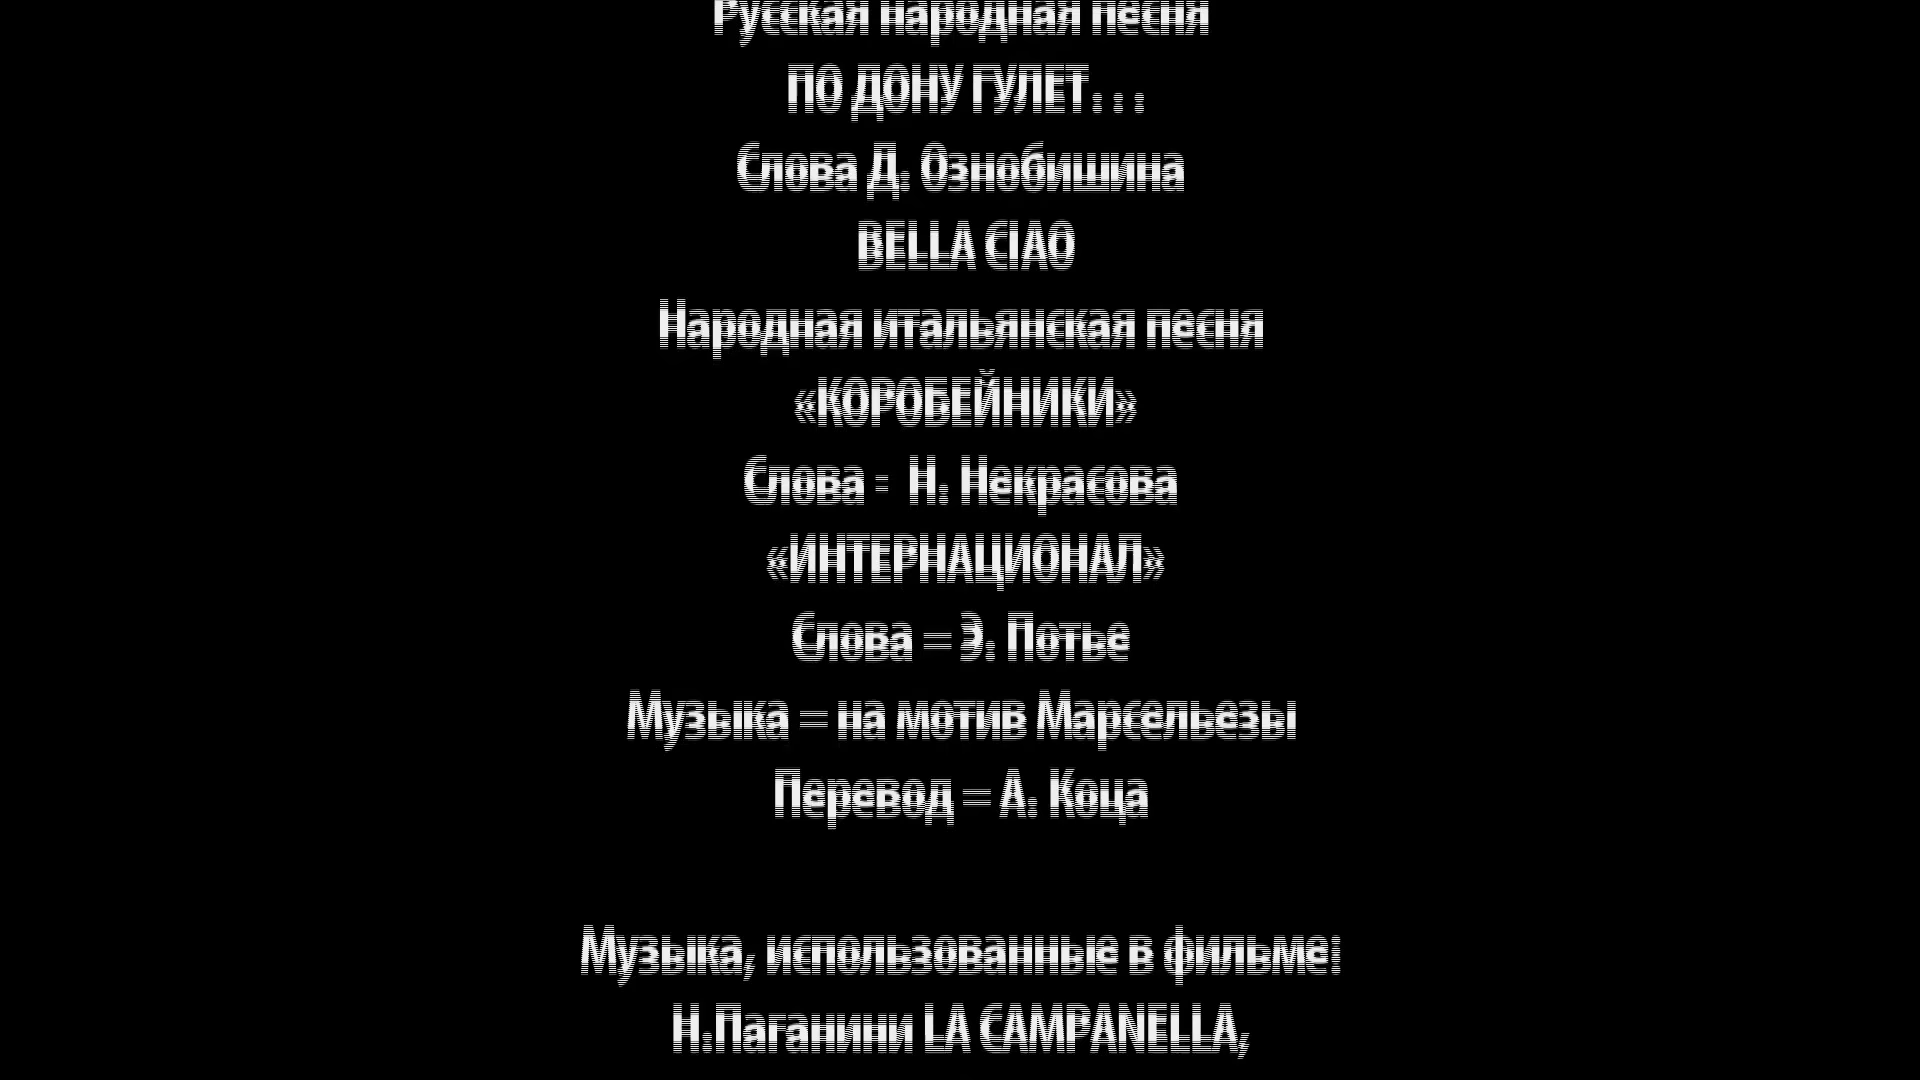 Русская народная песня
ПО ДОНУ ГУЛЕТ...
Слова Д. Ознобишина
BELLA CIAO
Народная итальянская песня
«КОРОБЕЙНИКИ»
Слова - Н. Некрасова
«ИНТЕРНАЦИОНАЛ»
Слова – Э. Потье
Музыка – на мотив Марсельезы
Перевод – А. Коца
Музыка, использованные в фильме:
Н.Паганини LA CAMPANELLA,